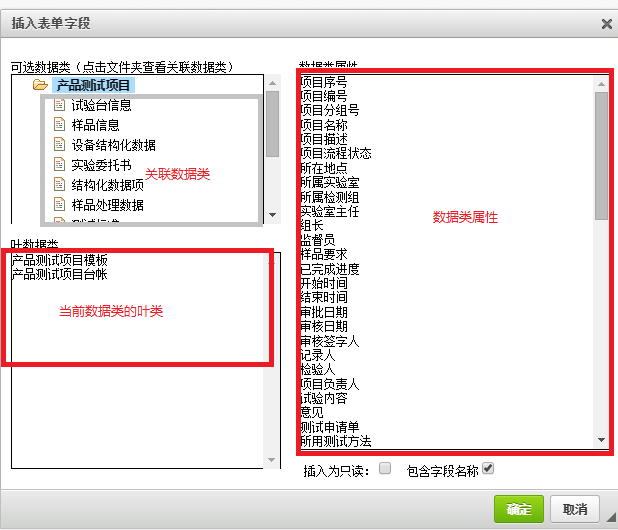 插入表单字段
可选数据类（点击文件夹查看关联数据类）
产品测试项目
试验台信息
样品信息
设备结构化数据
实验委托书
结构化数据项
样品处理数据
测试标准
关联数据类
叶数据类
产品测试项目模板
产品测试项目台帐
当前数据类的叶类
数据类属性
项目序号
项目编号
项目分组号
项目名称
项目描述
项目流程状态
所在地点
所属实验室
所属检测组
实验室主任
组长
监督员
样品要求
已完成进度
开始时间
结束时间
审批日期
审核日期
审核签字人
记录人
检验人
项目负责人
试验内容
意见
测试申请单
所用测试方法
数据类属性
插入为只读： 包含字段名称
确定 取消